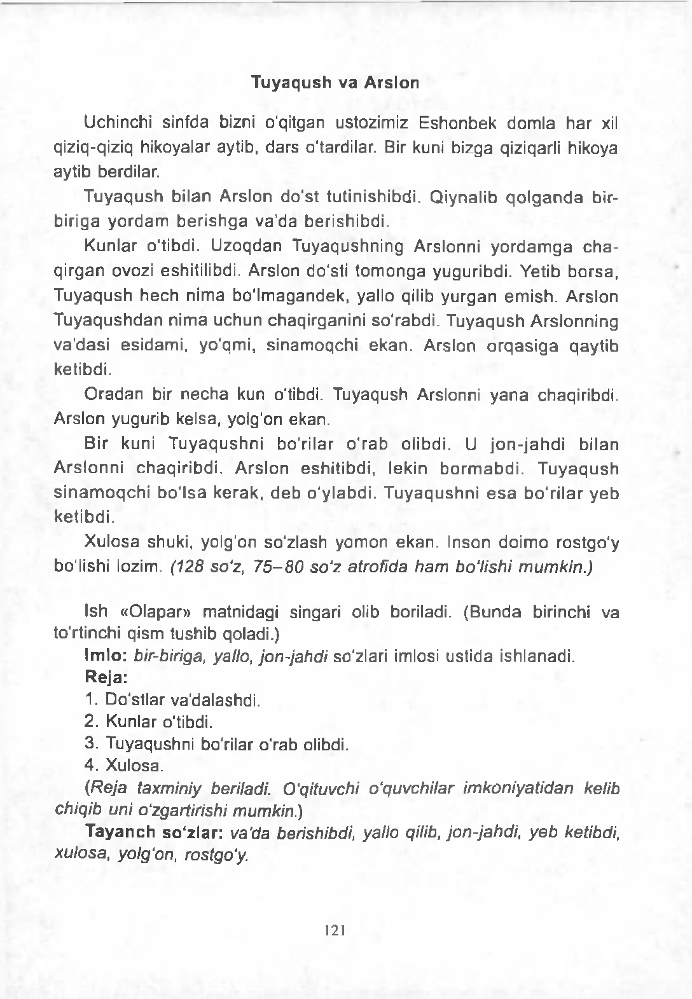 Tuyaqush va Arslon
Uchinchi sinfda bizni o'qitgan ustozimiz Eshonbek domla har xil
qiziq-qiziq hikoyalar aytib, dars o'tardilar. Bir kuni bizga qiziqarli hikoya
aytib berdilar.
Tuyaqush bilan Arslon do'st tutinishibdi. Qiynalib qolganda bir-
biriga yordam berishga va'da berishibdi.
Kunlar o'tibdi. Uzoqdan Tuyaqushning Arslonni yordamga cha-
qirgan ovozi eshitilibdi. Arslon do'sti tomonga yuguribdi. Yetib borsa,
Tuyaqush hech nima bo'lmagandek, yallo qilib yurgan emish. Arslon
Tuyaqushdan nima uchun chaqirganini so'rabdi. Tuyaqush Arslonning
va'dasi esidami, yo'qmi, sinamoqchi ekan. Arslon orqasiga qaytib
ketibdi.
Oradan bir necha kun o'tibdi. Tuyaqush Arslonni yana chaqiribdi.
Arslon yugurib kelsa, yolg'on ekan.
Bir kuni Tuyaqushni bo'rilar o'rab olibdi. U jon-jahdi bilan
Arslonni chaqiribdi. Arslon eshitibdi, lekin bormabdi. Tuyaqush
sinamoqchi bo'lsa kerak, deb o'ylabdi. Tuyaqushni esa bo'rilar yeb
ketibdi.
Xulosa shuki, yolg'on so'zlash yomon ekan. Inson doimo rostgo'y
bo'lishi lozim. (128 so'z, 75–80 so'z atrofida ham bo'lishi mumkin.)
Ish «Olapar» matnidagi singari olib boriladi. (Bunda birinchi va
to'rtinchi qism tushib qoladi.)
Imlo: bir-biriga, yallo, jon-jahdi so'zlari imlosi ustida ishlanadi.
Reja:
1. Do'stlar va'dalashdi.
2. Kunlar o'tibdi.
3. Tuyaqushni bo'rilar o'rab olibdi.
4. Xulosa.
(Reja taxminiy beriladi. O'qituvchi o'quvchilar imkoniyatidan kelib
chiqib uni o'zgartirishi mumkin.)
Tayanch so'zlar: va'da berishibdi, yallo qilib, jon-jahdi, yeb ketibdi,
xulosa, yolg'on, rostgo'y.
121